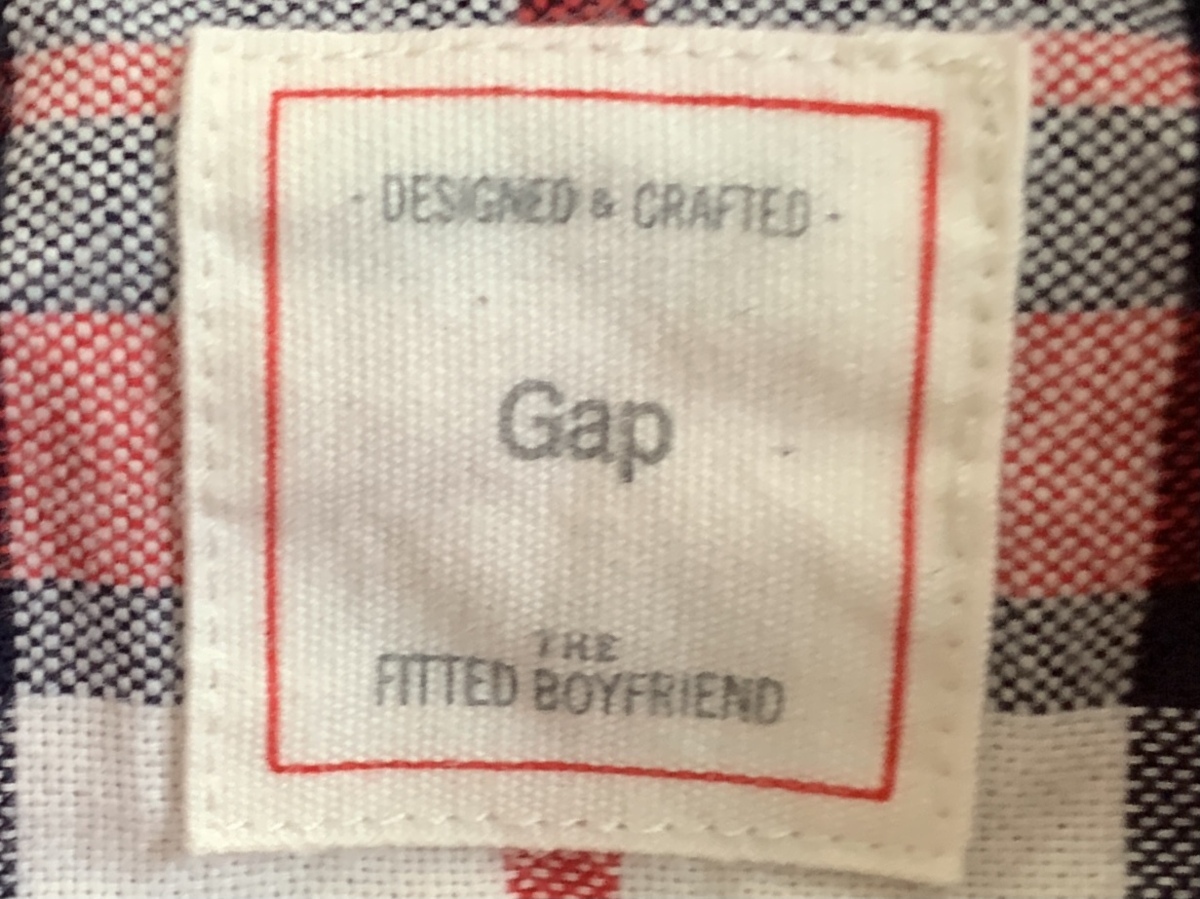 - DESIGNED & CRAFTED -
Gap
THE
FITTED BOYFRIEND